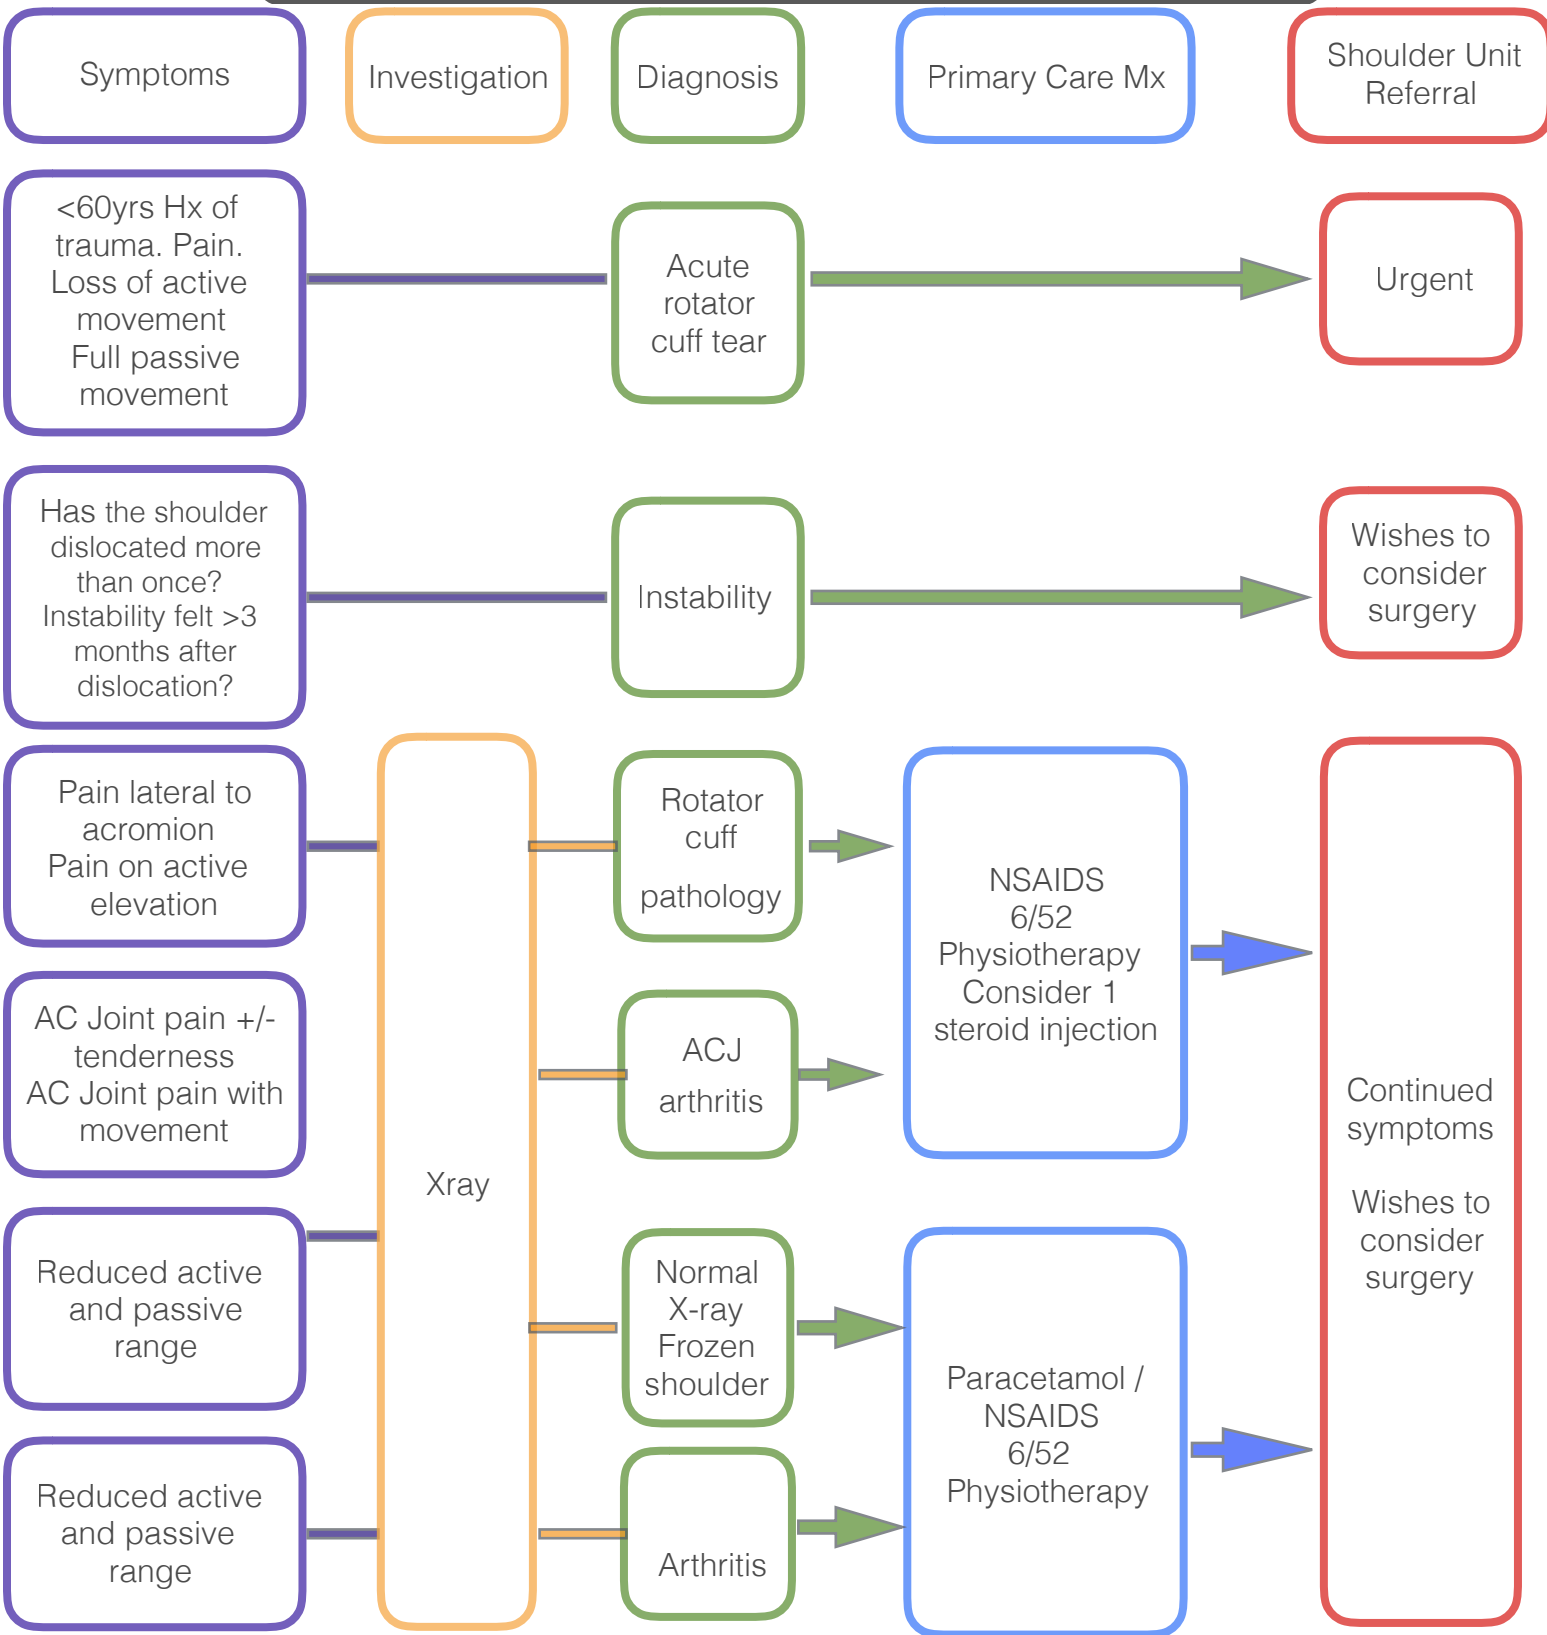 Symptoms
Investigation
Diagnosis
Primary Care Mx
Shoulder Unit
Referral
<60yrs Hx of
trauma. Pain.
Loss of active
movement
Full passive
movement
Acute
rotator
cuff tear
Urgent
Has the shoulder
dislocated more
than once?
Instability felt >3
months after
dislocation?
Instability
Wishes to
consider
surgery
Pain lateral to
acromion
Pain on active
elevation
AC Joint pain +/-
tenderness
AC Joint pain with
movement
Reduced active
and passive
range
Reduced active
and passive
range
Xray
Rotator
cuff
pathology
ACJ
arthritis
Normal
X-ray
Frozen
shoulder
Arthritis
NSAIDS
6/52
Physiotherapy
Consider 1
steroid injection
Paracetamol /
NSAIDS
6/52
Physiotherapy
Continued
symptoms
Wishes to
consider
surgery